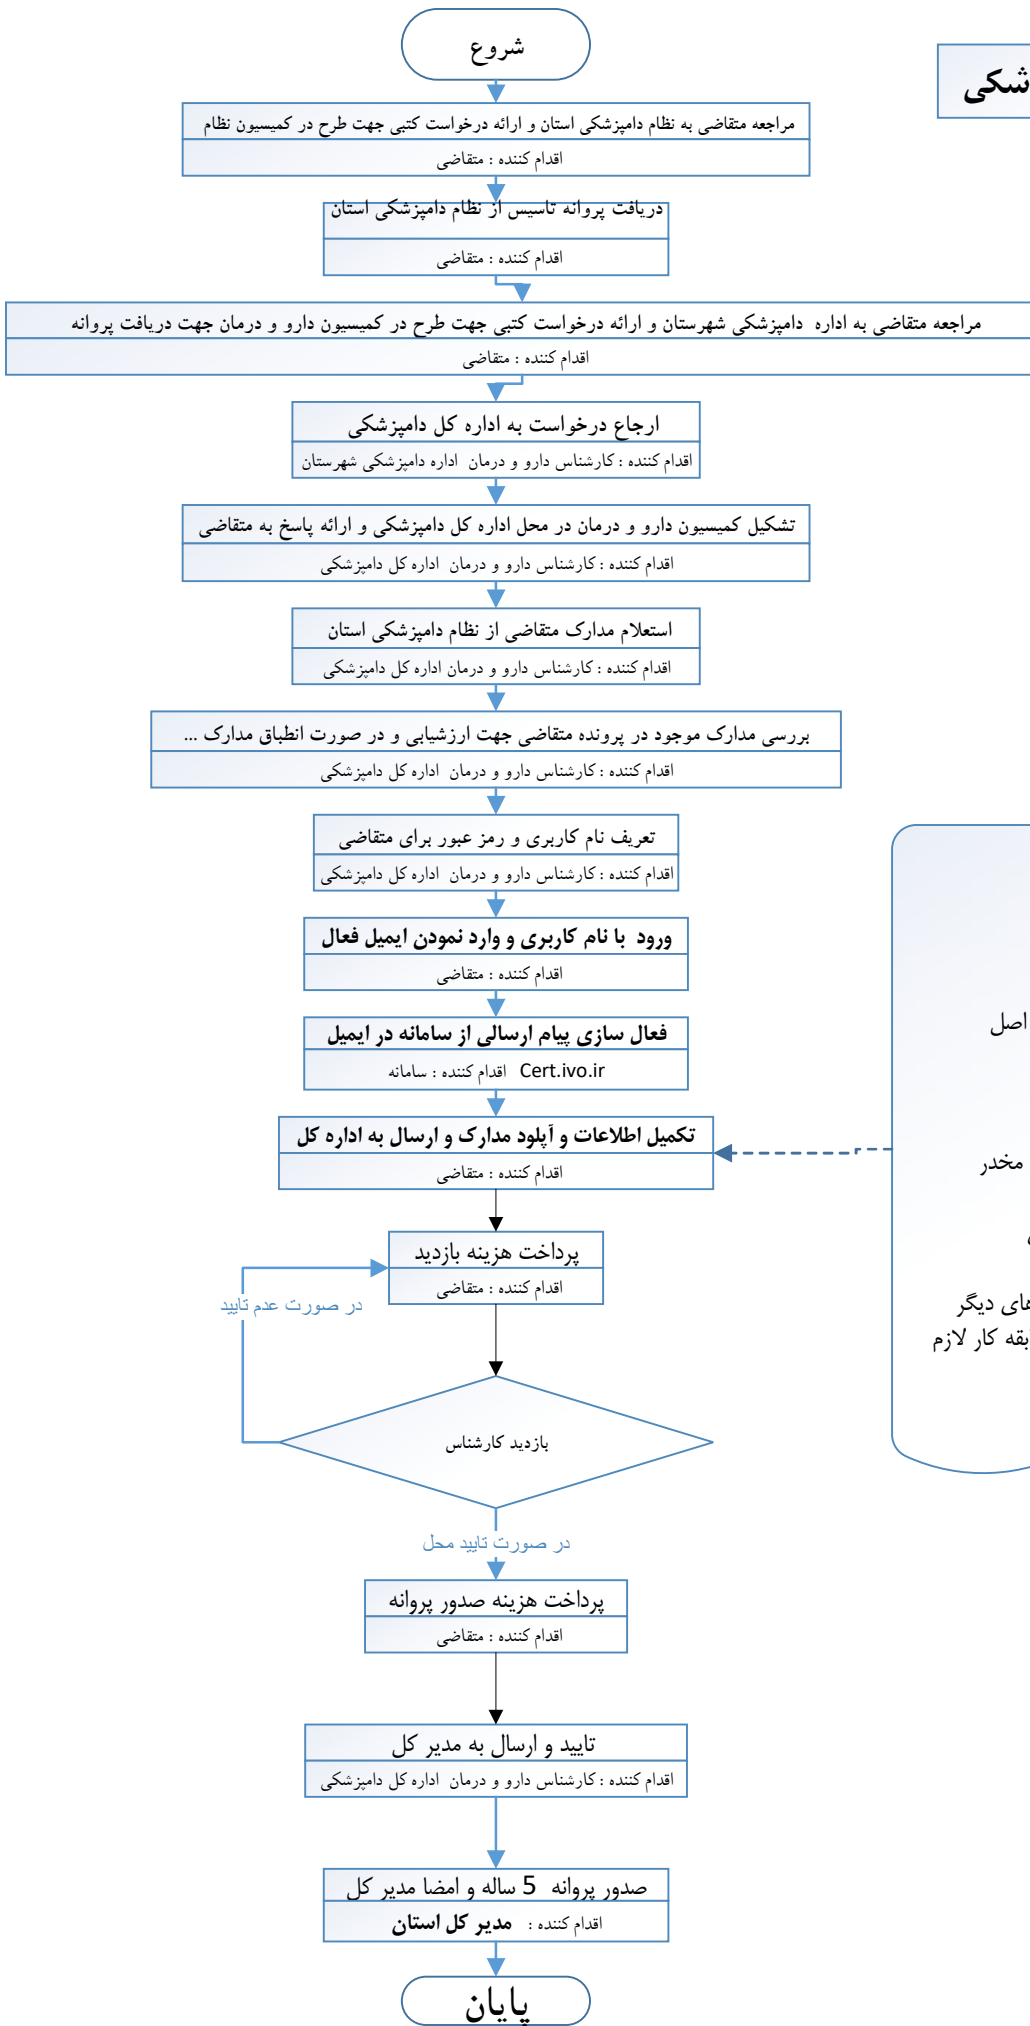 شروع
شکی
مراجعه متقاضی به نظام دامپزشکی استان و ارائه درخواست کتبی جهت طرح در کمیسیون نظام
اقدام کننده : متقاضی
دریافت پروانه تاسیس از نظام دامپزشکی استان
اقدام کننده : متقاضی
مراجعه متقاضی به اداره دامپزشکی شهرستان و ارائه درخواست کتبی جهت طرح در کمیسیون دارو و درمان جهت دریافت پروانه
اقدام کننده : متقاضی
ارجاع درخواست به اداره کل دامپزشکی
اقدام کننده : کارشناس دارو و درمان اداره دامپزشکی شهرستان
تشکیل کمیسیون دارو و درمان در محل اداره کل دامپزشکی و ارائه پاسخ به متقاضی
اقدام کننده : کارشناس دارو و درمان اداره کل دامپزشکی
استعلام مدارک متقاضی از نظام دامپزشکی استان
اقدام کننده : کارشناس دارو و درمان اداره کل دامپزشکی
بررسی مدارک موجود در پرونده متقاضی جهت ارزشیابی و در صورت انطباق مدارک ...
اقدام کننده : کارشناس دارو و درمان اداره کل دامپزشکی
تعریف نام کاربری و رمز عبور برای متقاضی
اقدام کننده : کارشناس دارو و درمان اداره کل دامپزشکی
ورود با نام کاربری و وارد نمودن ایمیل فعال
اقدام کننده : متقاضی
فعال سازی پیام ارسالی از سامانه در ایمیل
اقدام کننده : سامانه Cert.ivo.ir
تکمیل اطلاعات و آپلود مدارک و ارسال به اداره کل
اقدام کننده : متقاضی
اصل
مخدر
های دیگر
بقه کار لازم
پرداخت هزینه بازدید
اقدام کننده : متقاضی
در صورت عدم تایید
بازدید کارشناس
در صورت تایید محل
پرداخت هزینه صدور پروانه
اقدام کننده : متقاضی
تایید و ارسال به مدیر کل
اقدام کننده : کارشناس دارو و درمان اداره کل دامپزشکی
صدور پروانه 5 ساله و امضا مدیر کل
اقدام کننده : مدیر کل استان
پایان